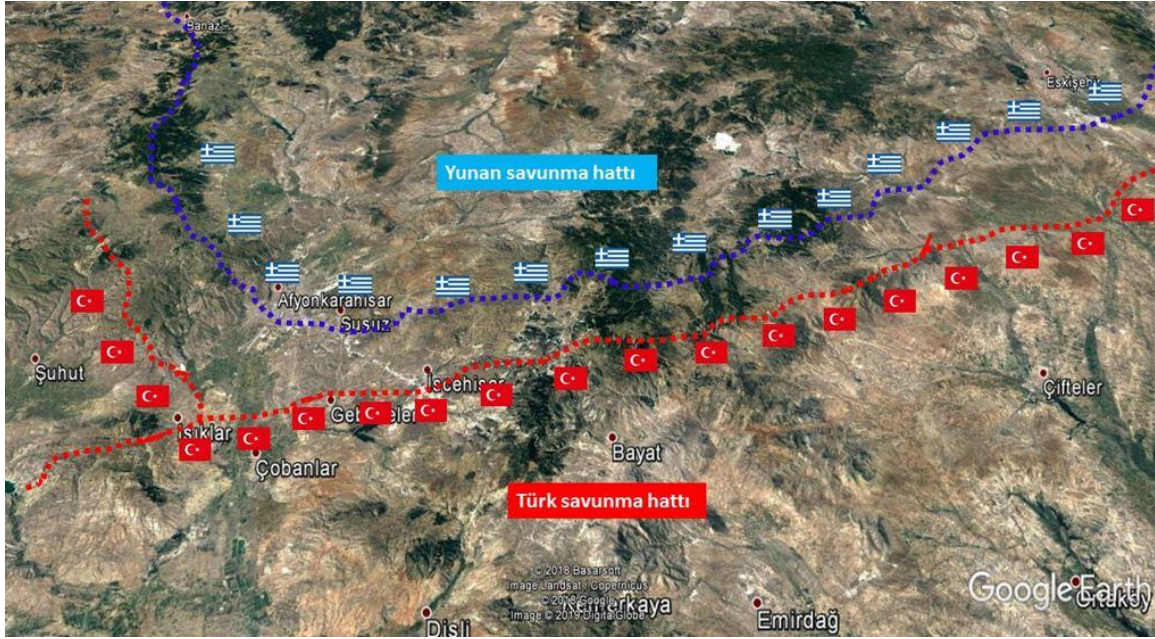 Banaz
Eskişehir
Yunan savunma hattı
Afyonkarahisar
Susuz
Şuhut
İscehisar
Çifteler
Işıklar
Çobanlar
Bayat
Türk savunma hattı
© 2018 Basarsoft
Image Landsat / Copernicus
© 2018 Google
Image © 2019 DigitalGlobe
Google Earth
Emirdağ
Dişli